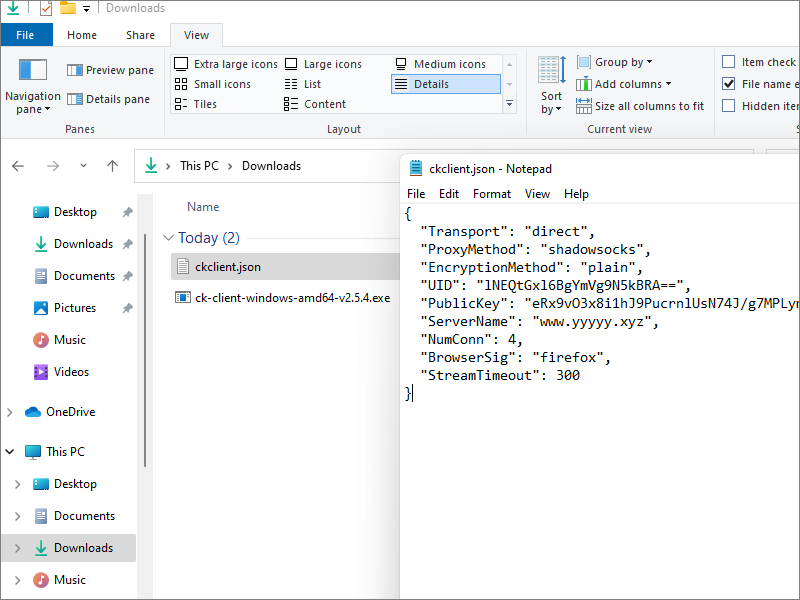 Downloads
File Home Share View
Navigation pane
Preview pane
Details pane
Panes
Extra large icons Large icons Medium icons
Small icons List Details
Tiles Content
Layout
Sort by
Group by
Add columns
Size all columns to fit
Current view
Item check
File name e
Hidden iter
This PC > Downloads
Desktop
Downloads
Documents
Pictures
Music
Videos
OneDrive
This PC
Desktop
Documents
Downloads
Music
Name
Today (2)
ckclient.json
ck-client-windows-amd64-v2.5.4.exe
ckclient.json - Notepad
File Edit Format View Help
{
"Transport": "direct",
"ProxyMethod": "shadowsocks",
"EncryptionMethod": "plain",
"UID": "lNEQtGxl6BgYmVg9N5kBRA==",
"PublicKey": "eRx9vO3x8i1hJ9PucrnlUsN74J/g7MPLyn
"ServerName": "www.yyyyy.xyz",
"NumConn": 4,
"BrowserSig": "firefox",
"StreamTimeout": 300
}